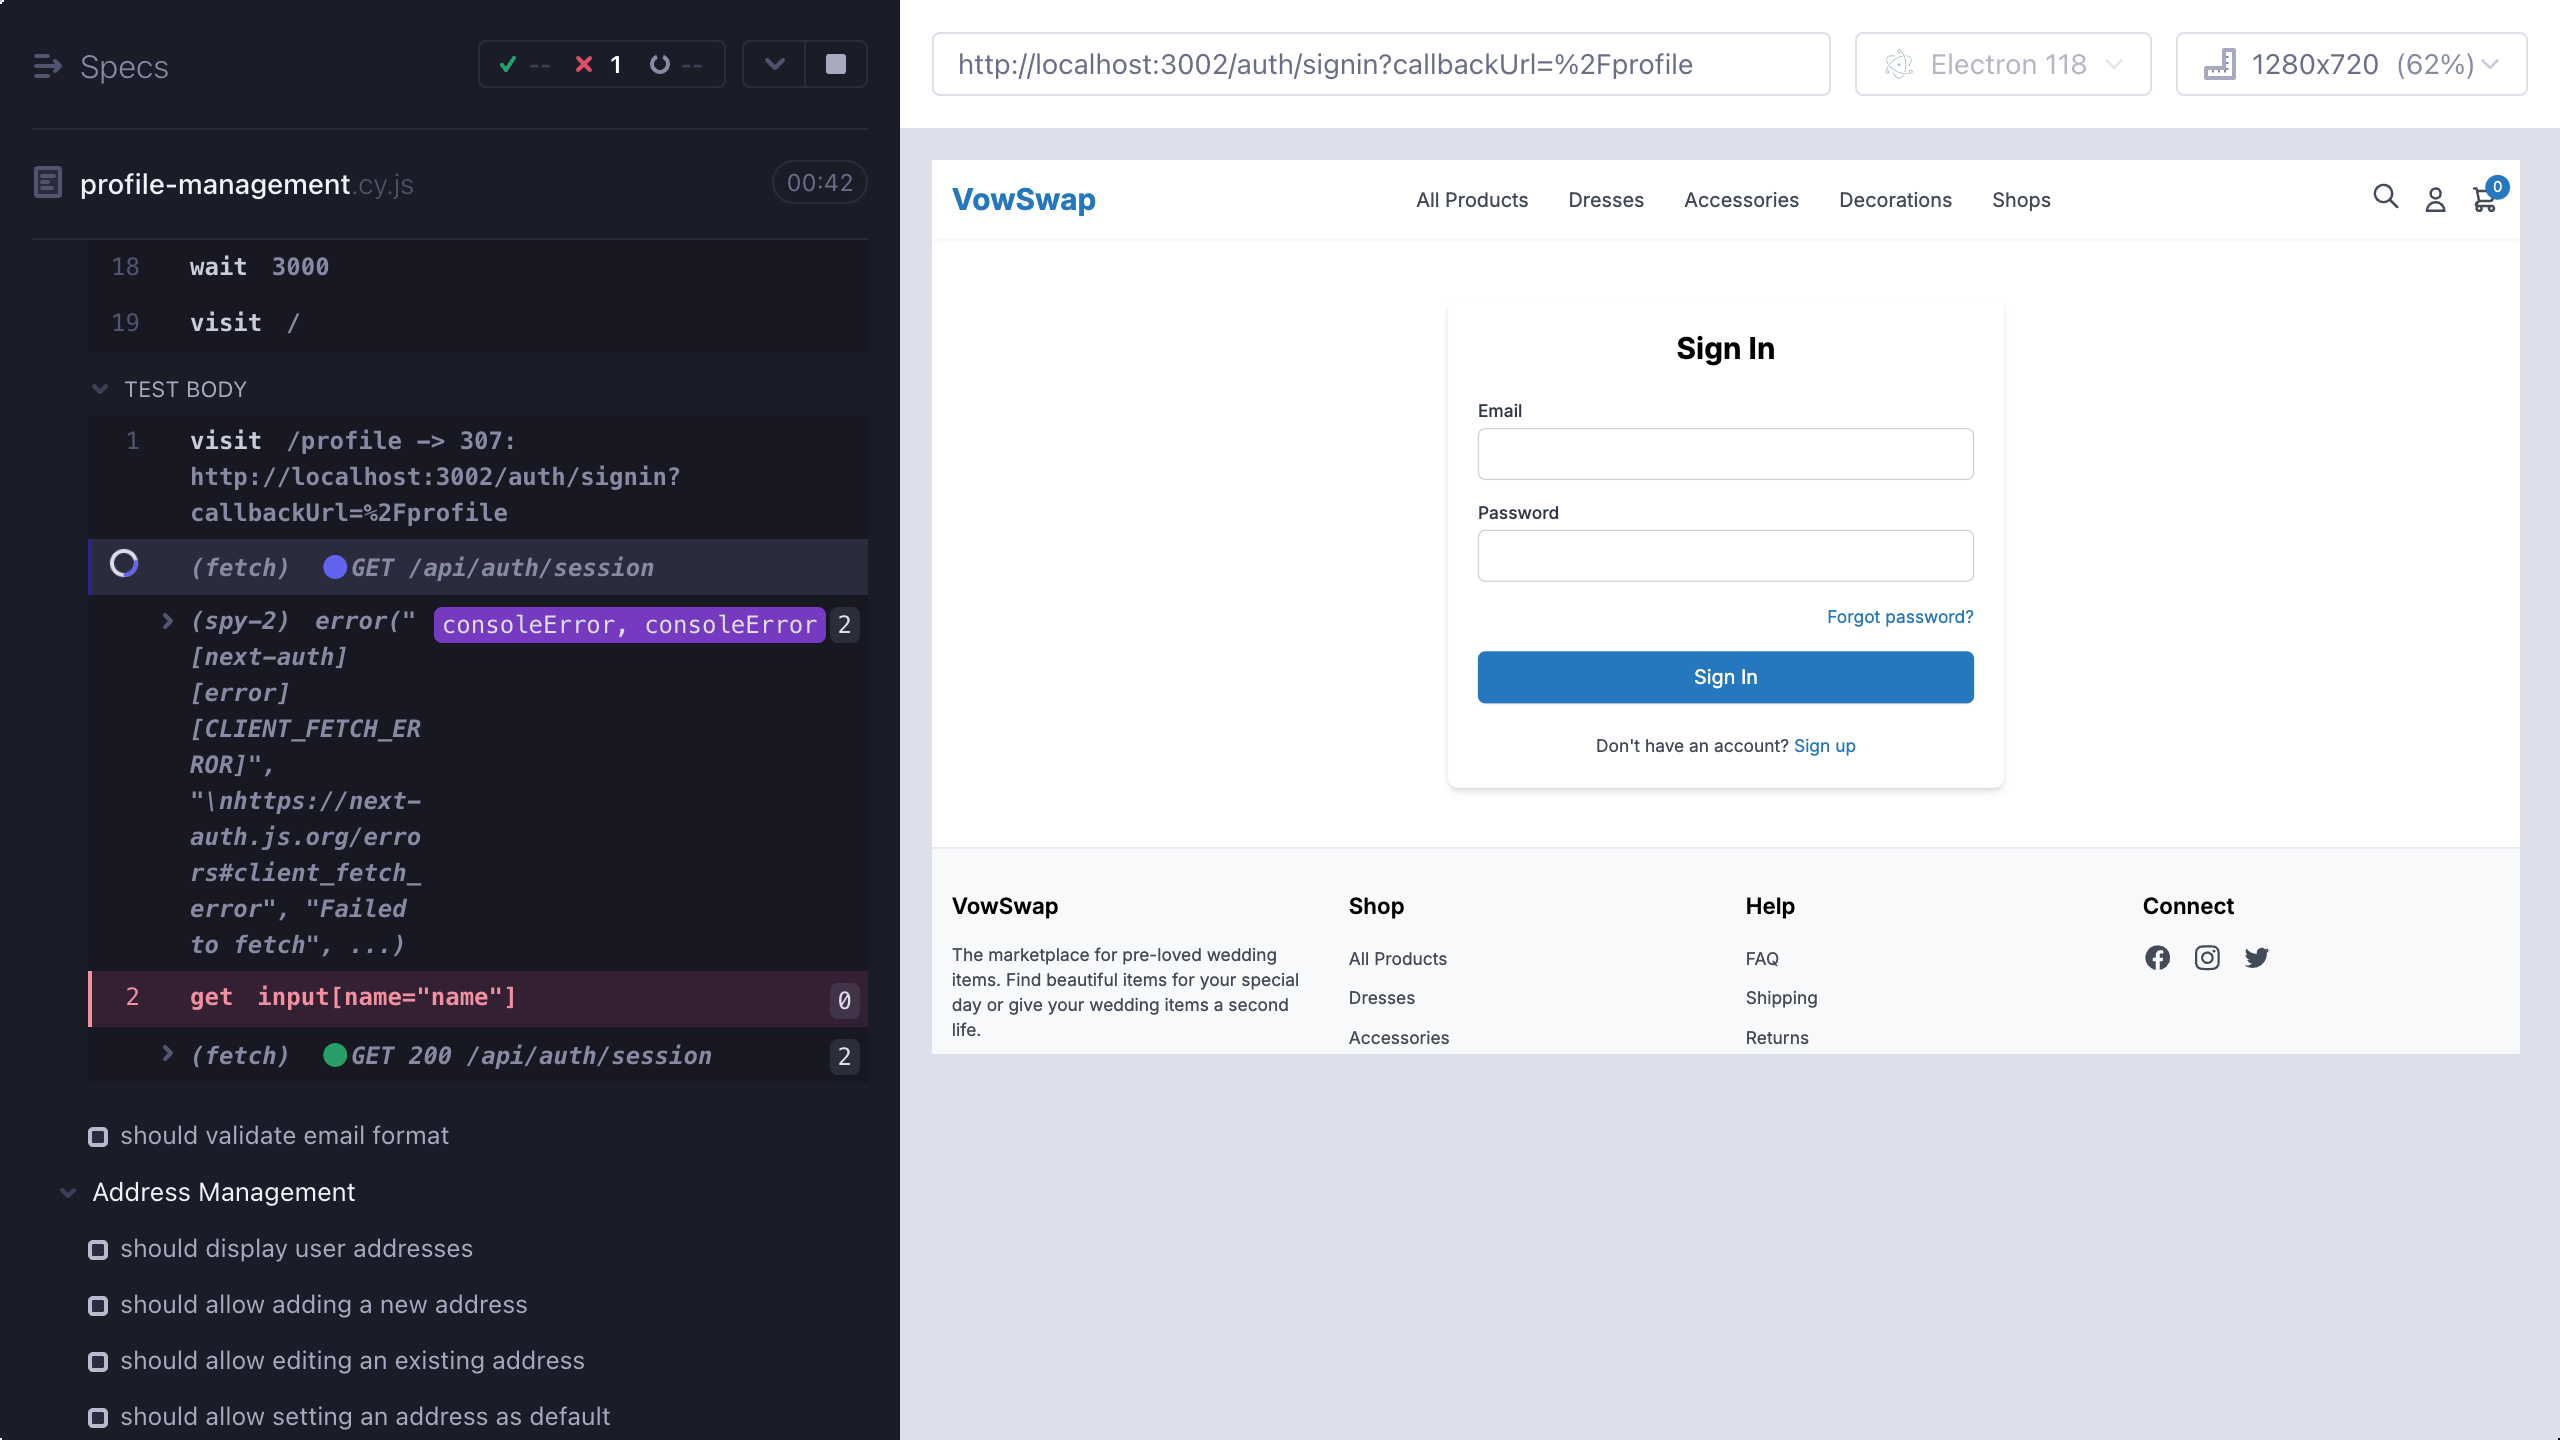 Specs
-- 1 --
profile-management.cy.js 00:42
18 wait 3000
19 visit /
TEST BODY
1 visit /profile -> 307:
http://localhost:3002/auth/signin?
callbackUrl=%2Fprofile
(fetch) GET /api/auth/session
(spy-2) error(" consoleError, consoleError 2
[next-auth]
[error]
[CLIENT_FETCH_ER
ROR]",
"\nhttps://next-
auth.js.org/erro
rs#client_fetch_
error", "Failed
to fetch", ...)
2 get input[name="name"] 0
(fetch) GET 200 /api/auth/session 2
should validate email format
Address Management
should display user addresses
should allow adding a new address
should allow editing an existing address
should allow setting an address as default
http://localhost:3002/auth/signin?callbackUrl=%2Fprofile
Electron 118
1280x720 (62%)
VowSwap
All Products Dresses Accessories Decorations Shops
0
Sign In
Email
Password
Forgot password?
Sign In
Don't have an account? Sign up
VowSwap
The marketplace for pre-loved wedding
items. Find beautiful items for your special
day or give your wedding items a second
life.
Shop
All Products
Dresses
Accessories
Help
FAQ
Shipping
Returns
Connect